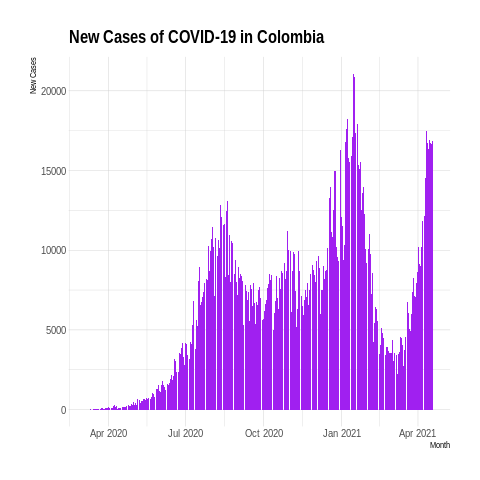 New Cases of COVID-19 in Colombia
New Cases
20000
15000
10000
5000
0
Apr 2020 Jul 2020 Oct 2020 Jan 2021 Apr 2021
Month